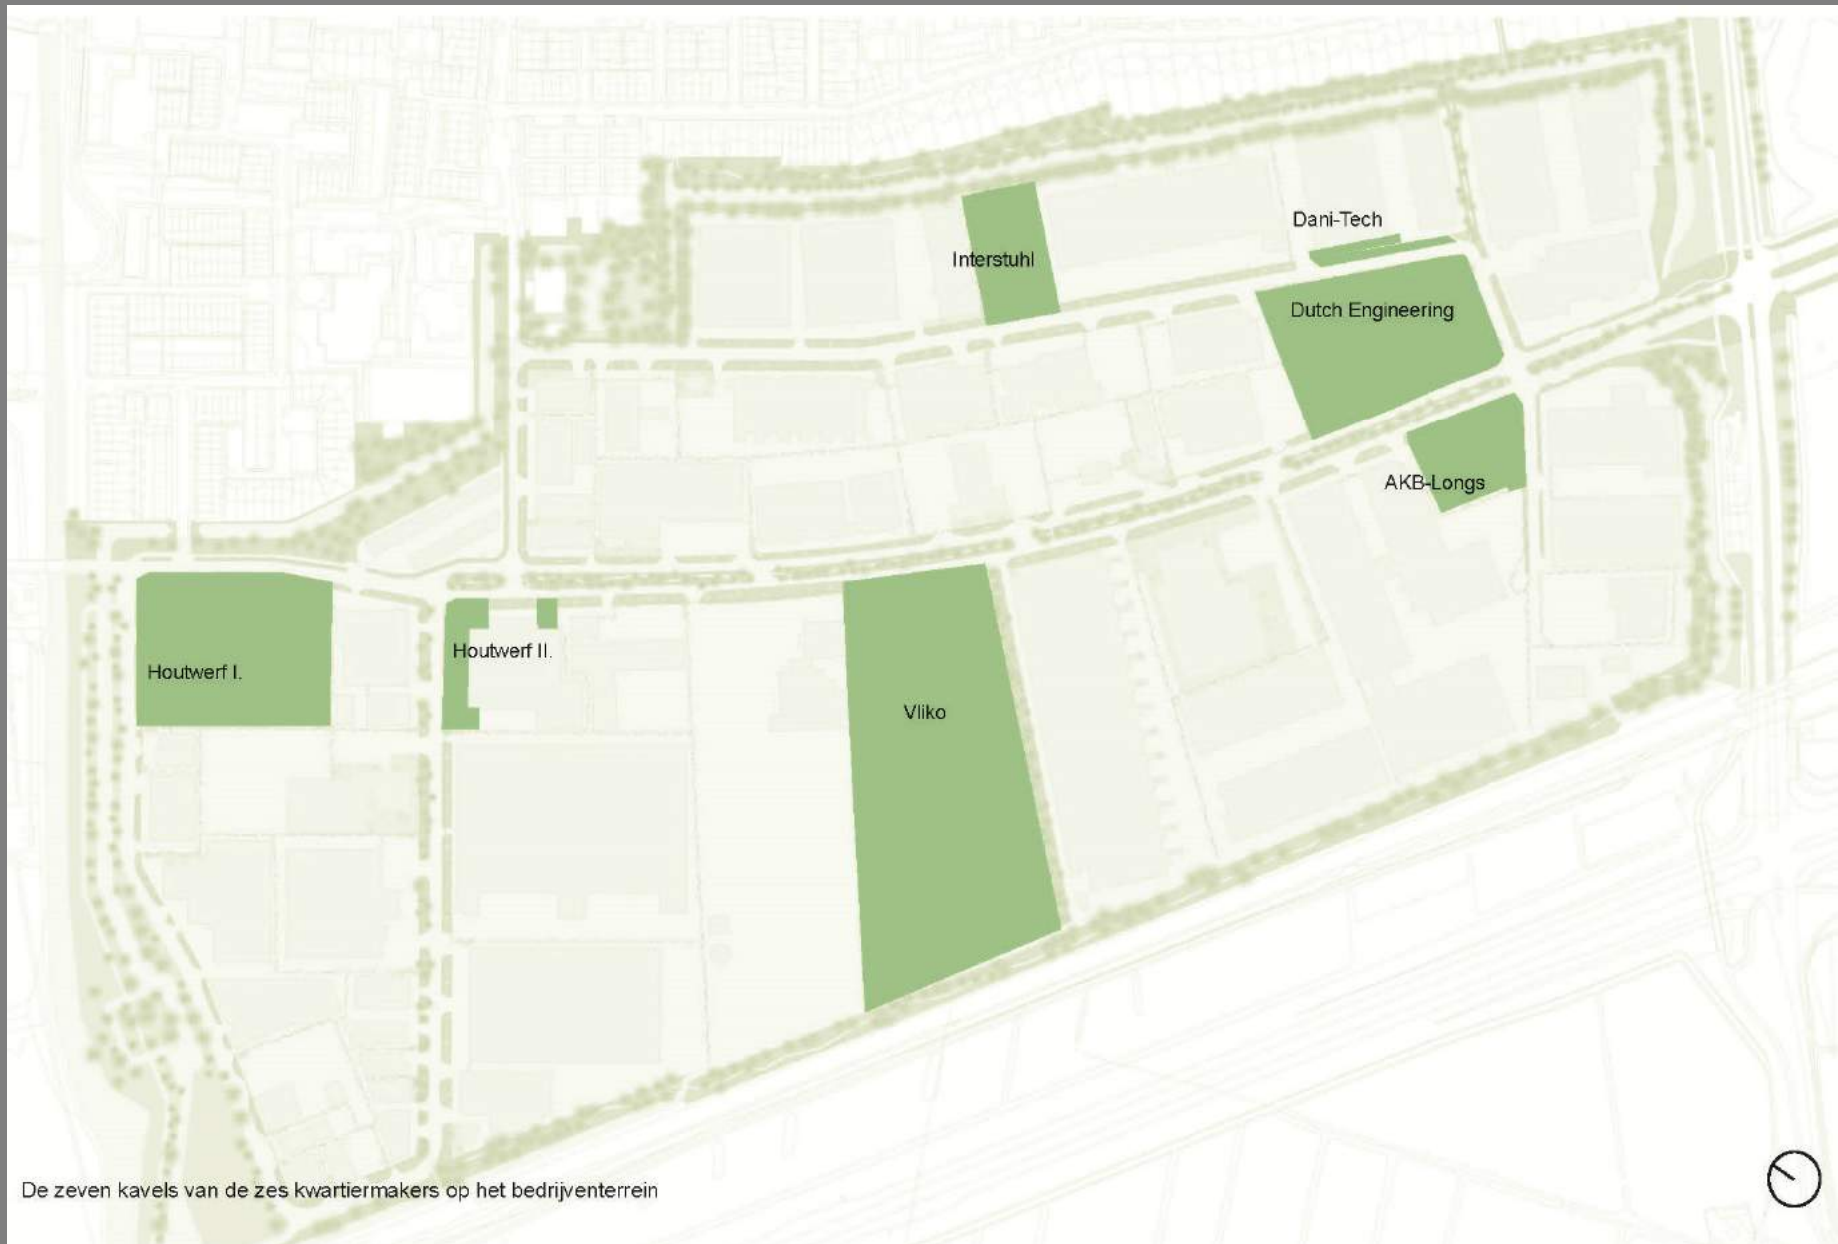 Dani-Tech
Interstuhl
Dutch Engineering
AKB-Longs
Houtwerf II.
Houtwerf I.
Vliko
De zeven kavels van de zes kwartiermakers op het bedrijventerrein